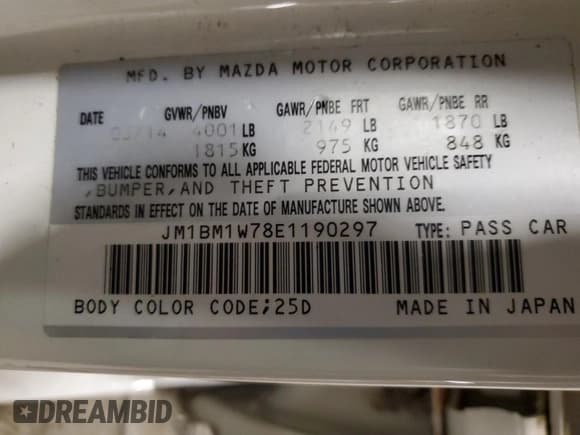 MFD. BY MAZDA MOTOR CORPORATION
DATE GVWR/PNBV GAWR/PNBE FRT GAWR/PNBE RR
4001 LB 2149 LB 1870 LB
1815 KG 975 KG 848 KG
THIS VEHICLE CONFORMS TO ALL APPLICABLE FEDERAL MOTOR VEHICLE SAFETY
,BUMPER,AND THEFT PREVENTION
STANDARDS IN EFFECT ON THE DATE OF MANUFACTURE SHOWN ABOVE.
JM1BM1W78E1190297 TYPE: PASS CAR
BODY COLOR CODE;25D MADE IN JAPAN
DREAMBID